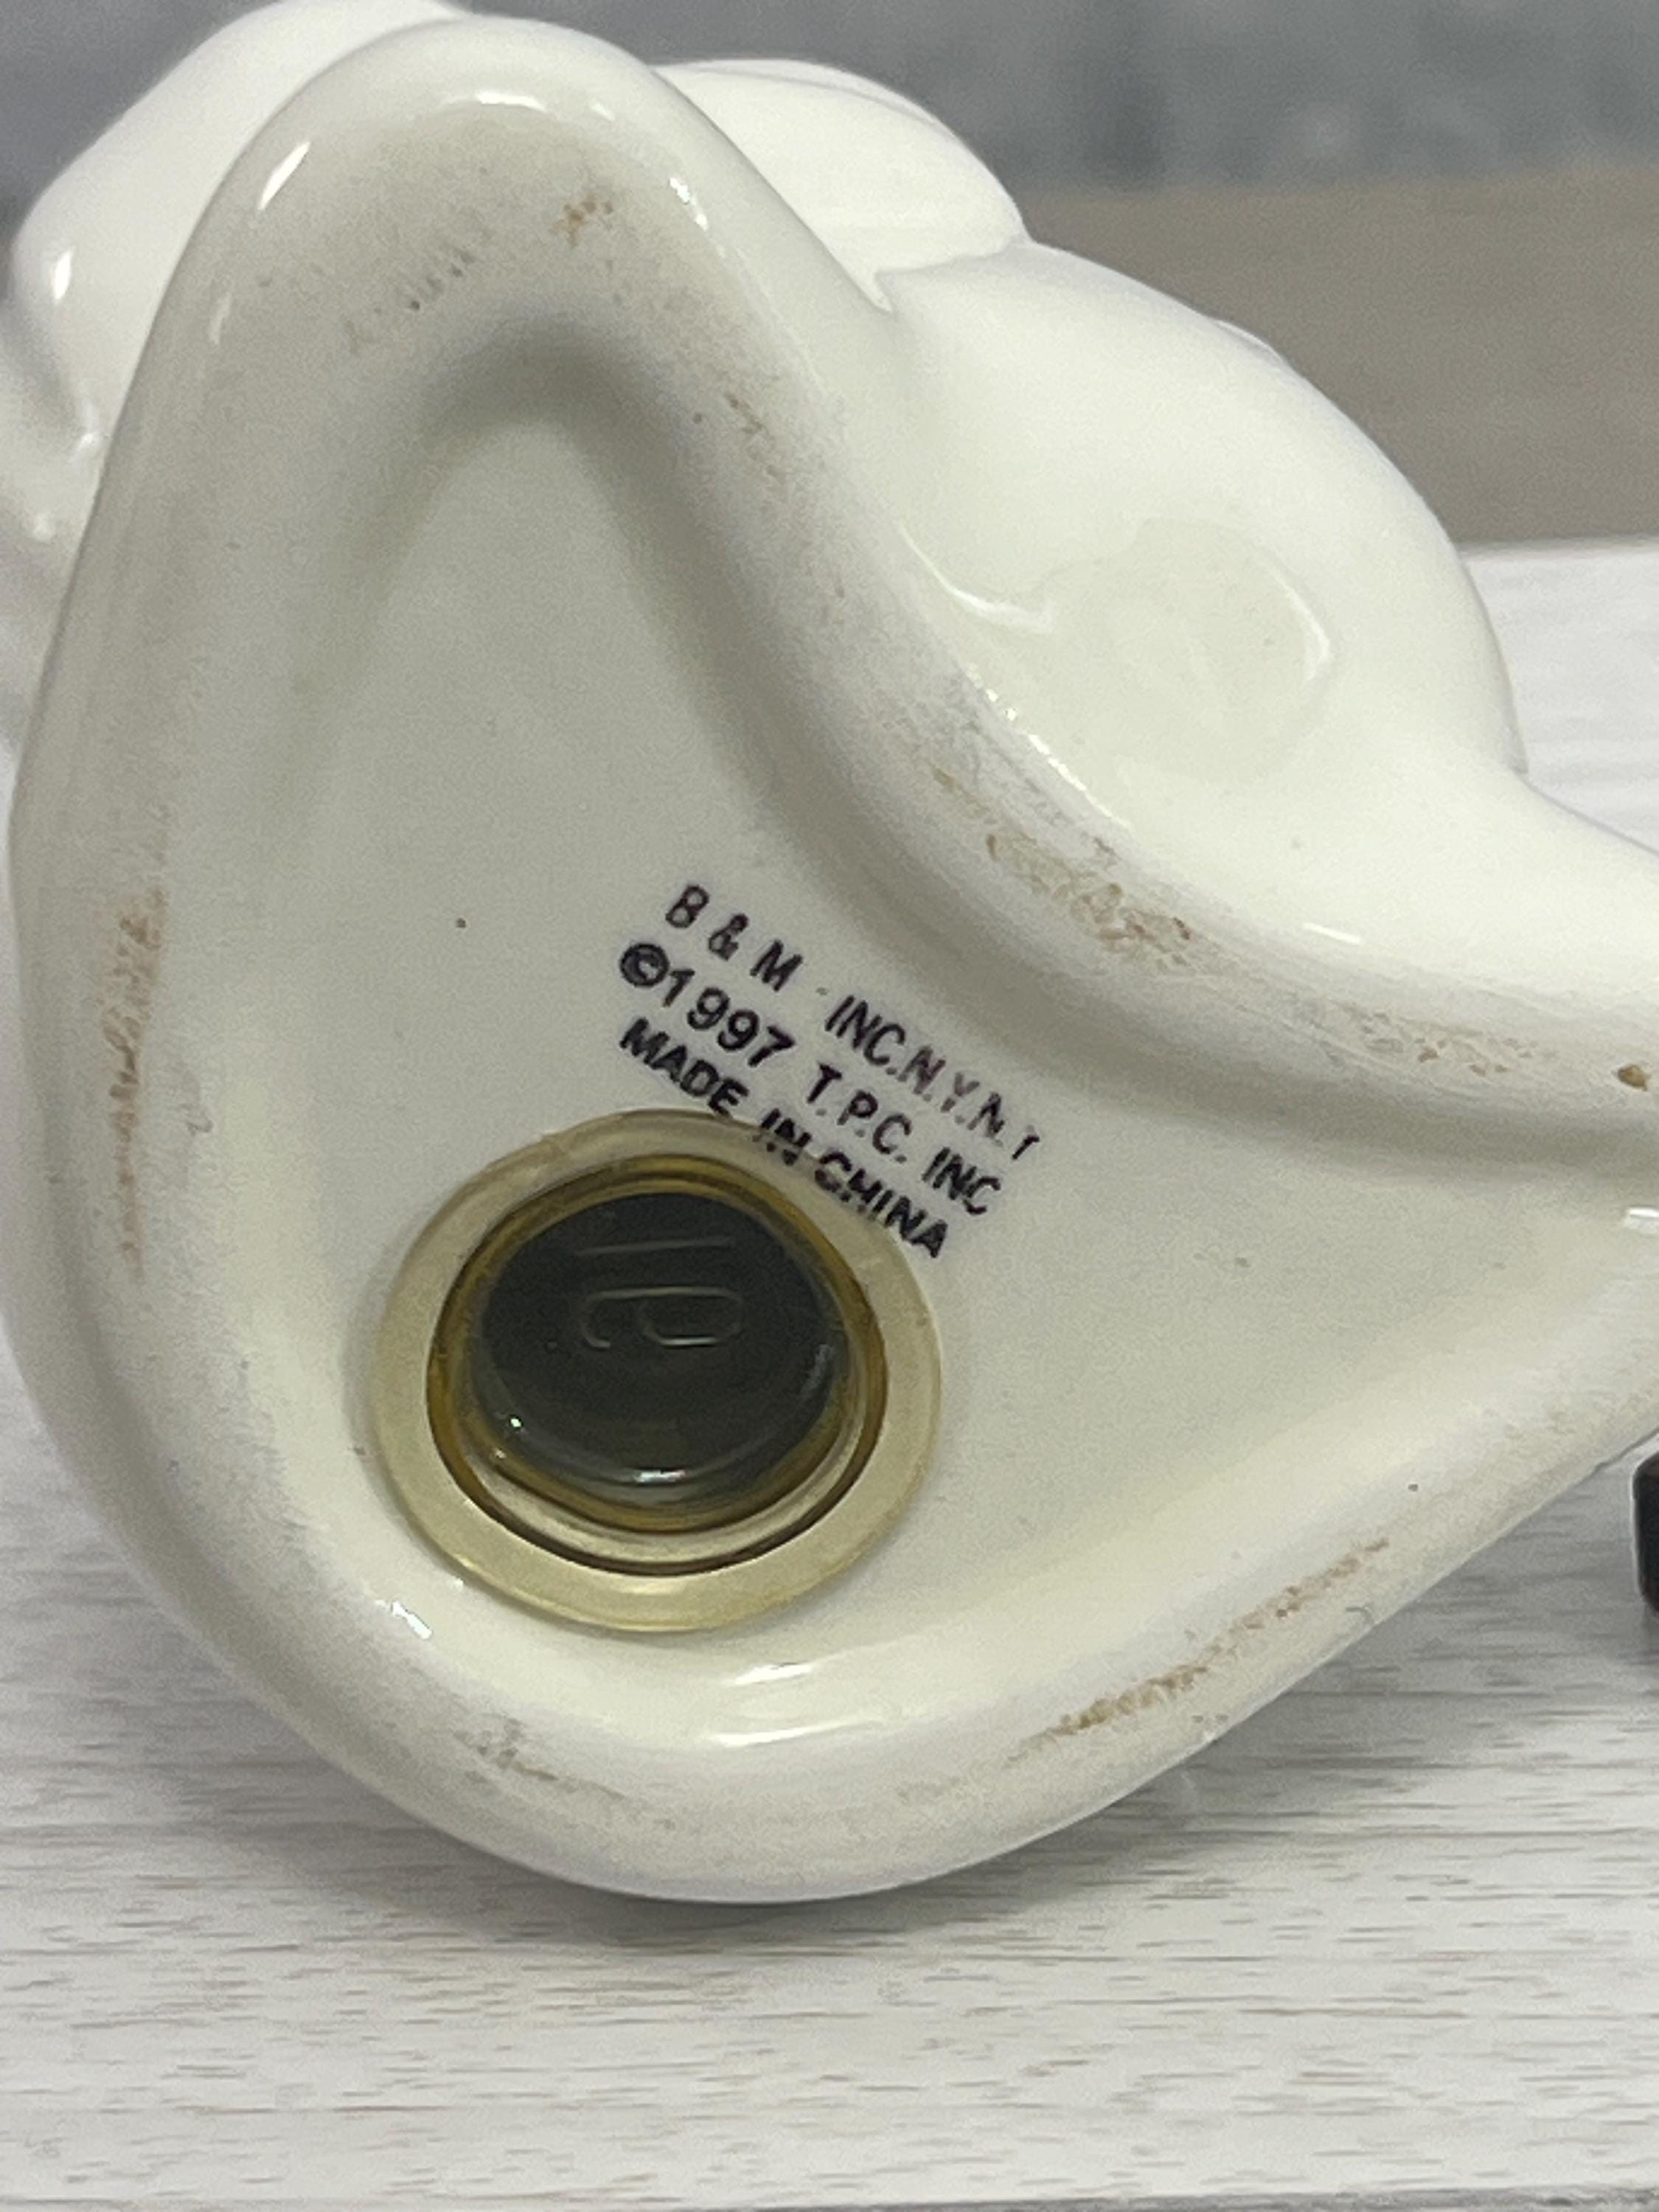 B & M INC.N.Y.N.Y
©1997 T.P.C. INC
MADE IN CHINA